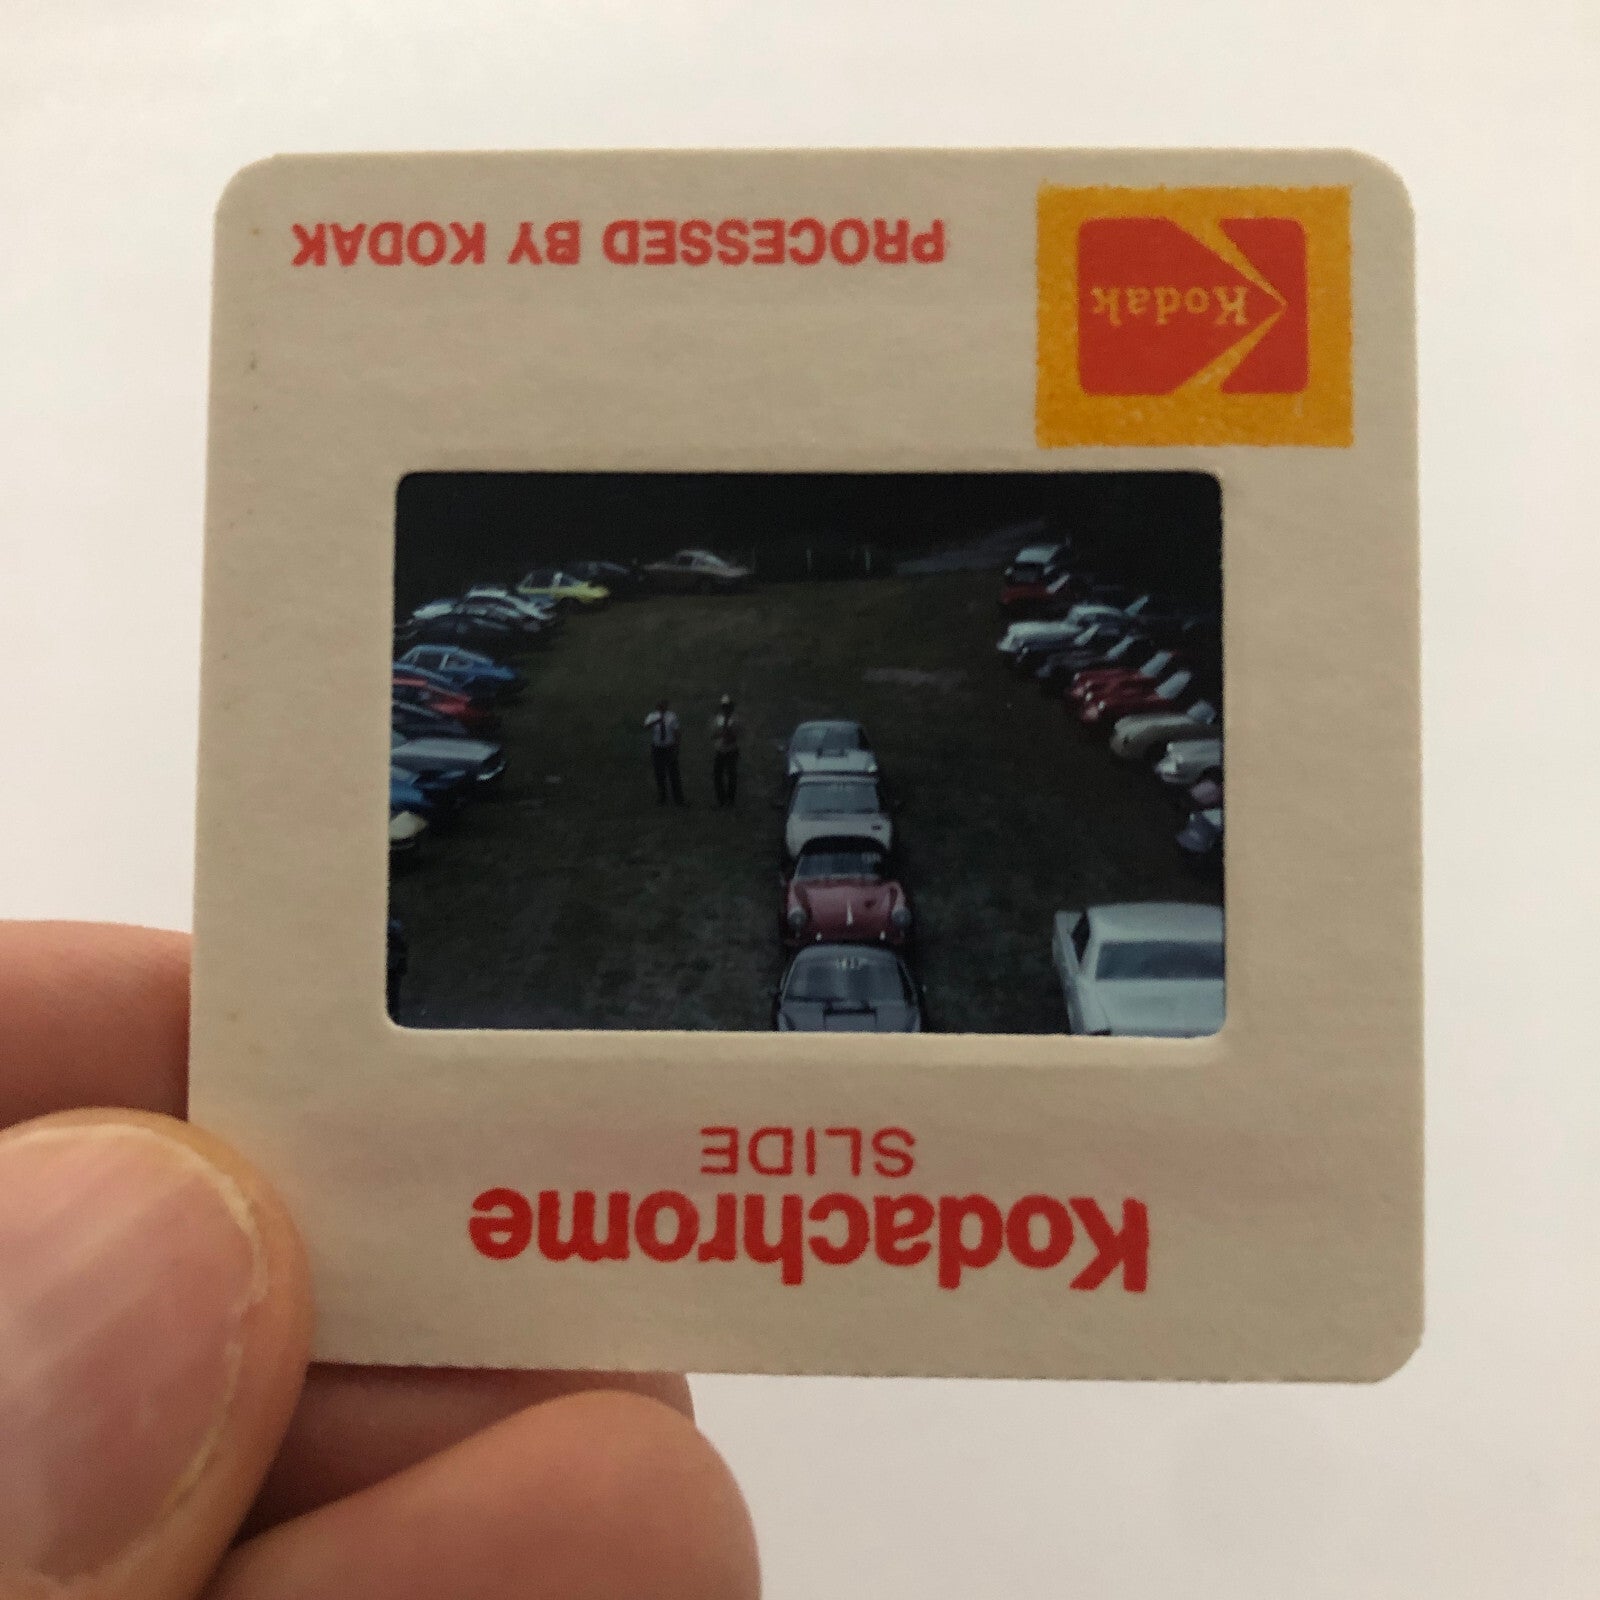 Kodachrome
SLIDE
Kodak
PROCESSED BY KODAK